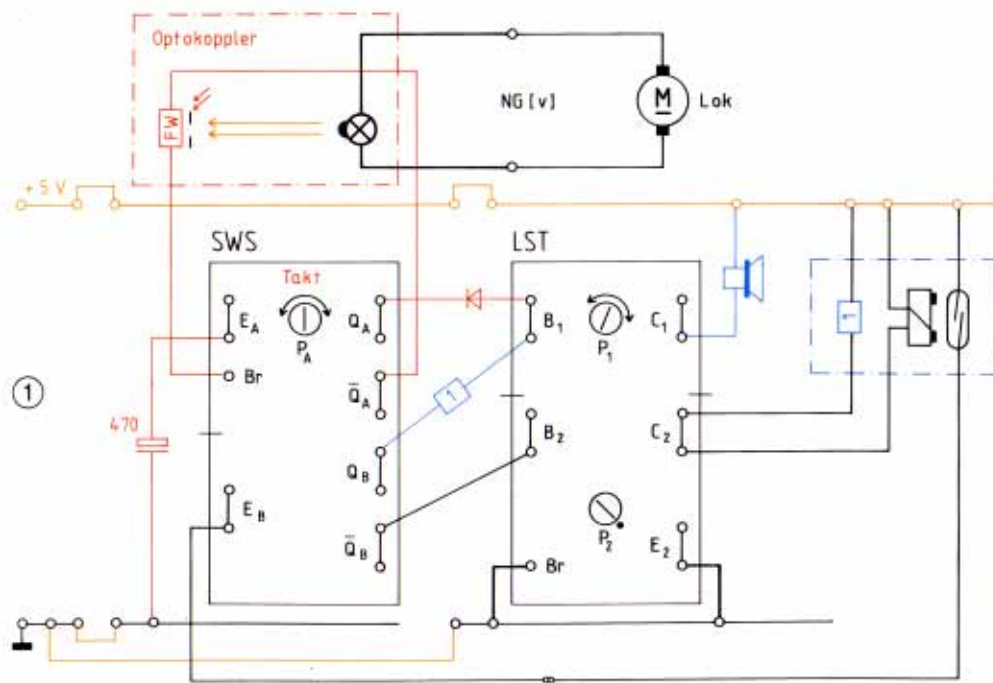 Optokoppler
FW
NG [v]
M
Lok
+ 5 V
SWS
LST
Takt
E_A
P_A
Q_A
B_1
P_1
C_1
1
Br
Q̅_A
①
470
1
Q_B
B_2
C_2
E_B
Q̅_B
P_2
E_2
Br